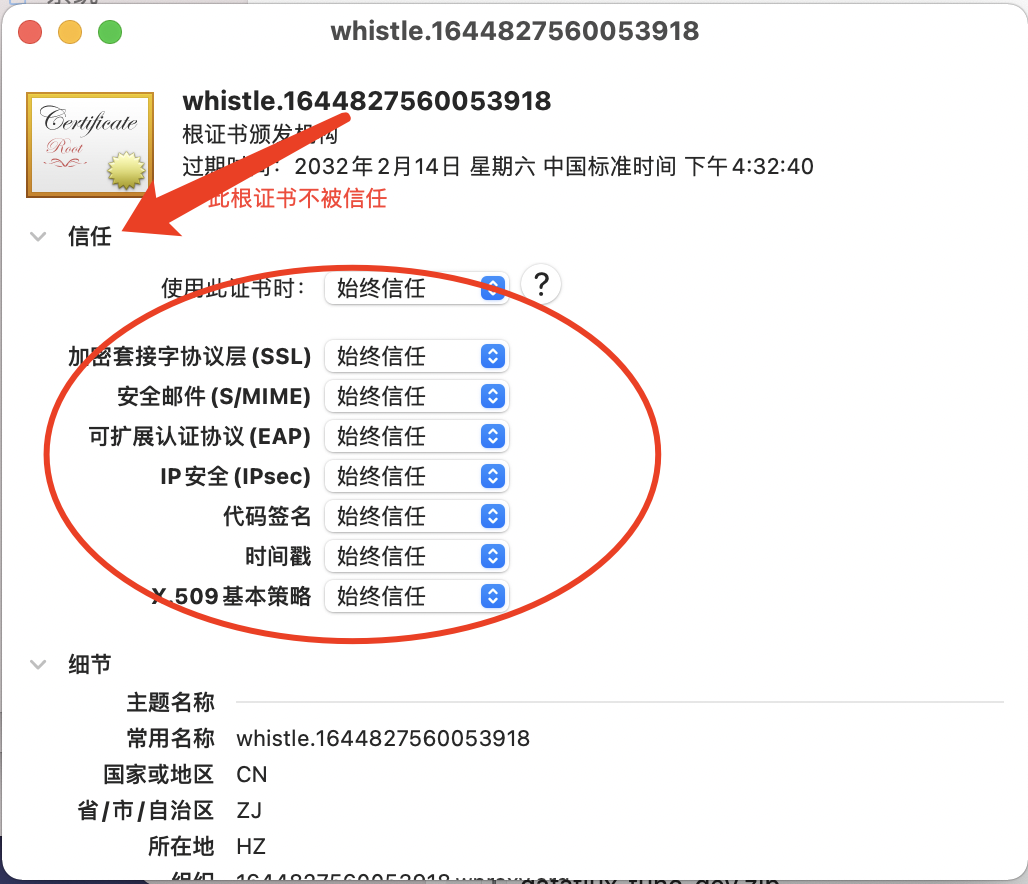 whistle.1644827560053918
Certificate
Root
whistle.1644827560053918
根证书颁发机构
过期时间：2032年2月14日 星期六 中国标准时间 下午4:32:40
此根证书不被信任
信任
使用此证书时： 始终信任 ?
加密套接字协议层 (SSL) 始终信任
安全邮件 (S/MIME) 始终信任
可扩展认证协议 (EAP) 始终信任
IP 安全 (IPsec) 始终信任
代码签名 始终信任
时间戳 始终信任
X.509 基本策略 始终信任
细节
主题名称
常用名称 whistle.1644827560053918
国家或地区 CN
省/市/自治区 ZJ
所在地 HZ
组织 1644827560053918.wproxy.org